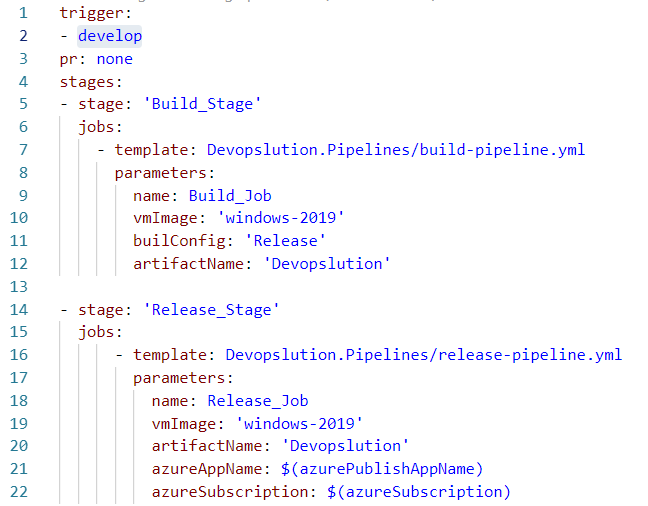 1 trigger:
2 - develop
3 pr: none
4 stages:
5 - stage: 'Build_Stage'
6 jobs:
7 - template: Devopslution.Pipelines/build-pipeline.yml
8 parameters:
9 name: Build_Job
10 vmImage: 'windows-2019'
11 builConfig: 'Release'
12 artifactName: 'Devopslution'
13
14 - stage: 'Release_Stage'
15 jobs:
16 - template: Devopslution.Pipelines/release-pipeline.yml
17 parameters:
18 name: Release_Job
19 vmImage: 'windows-2019'
20 artifactName: 'Devopslution'
21 azureAppName: $(azurePublishAppName)
22 azureSubscription: $(azureSubscription)